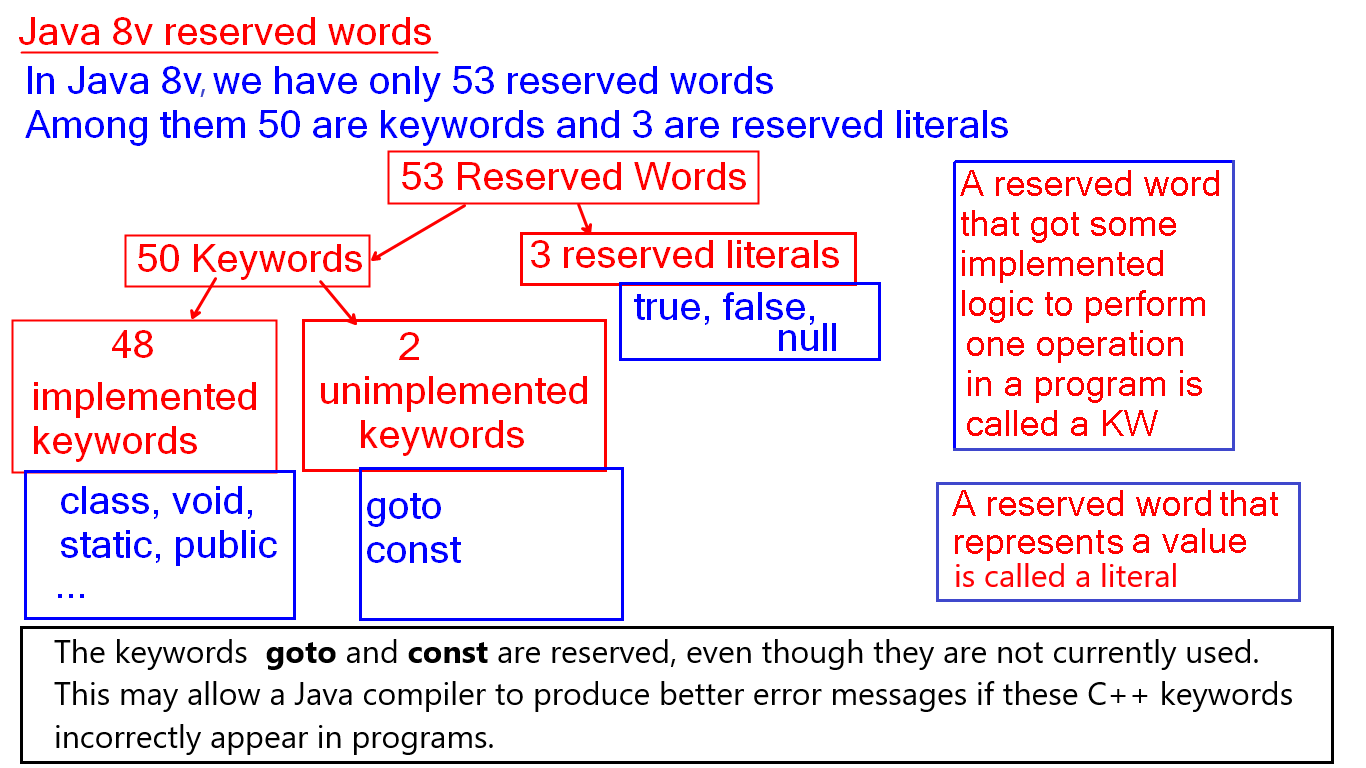 Java 8v reserved words
In Java 8v, we have only 53 reserved words
Among them 50 are keywords and 3 are reserved literals
53 Reserved Words
50 Keywords
3 reserved literals
true, false,
null
48
implemented
keywords
2
unimplemented
keywords
class, void,
static, public
...
goto
const
A reserved word
that got some
implemented
logic to perform
one operation
in a program is
called a KW
A reserved word that
represents a value
is called a literal
The keywords goto and const are reserved, even though they are not currently used.
This may allow a Java compiler to produce better error messages if these C++ keywords
incorrectly appear in programs.